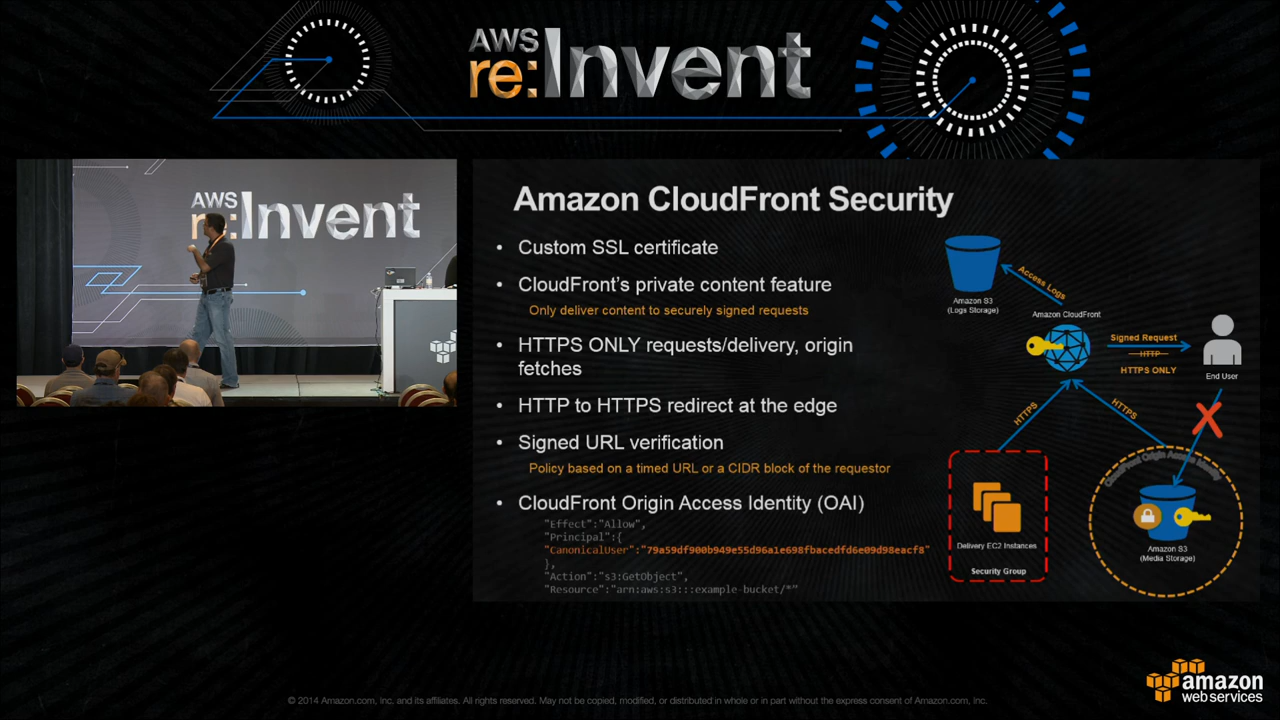 AWS
re:Invent
AWS
re:Invent
Amazon CloudFront Security
• Custom SSL certificate
• CloudFront's private content feature
Only deliver content to securely signed requests
• HTTPS ONLY requests/delivery, origin
fetches
• HTTP to HTTPS redirect at the edge
• Signed URL verification
Policy based on a timed URL or a CIDR block of the requestor
• CloudFront Origin Access Identity (OAI)
"Effect":"Allow",
"Principal":{
"CanonicalUser":"79a59df900b949e55d96a1e698fbacedfd6e09d98eacf8"
},
"Action":"s3:GetObject",
"Resource":"arn:aws:s3:::example-bucket/*"
Amazon S3
(Logs Storage)
Access Logs
Amazon CloudFront
Signed Request
HTTP
HTTPS ONLY
End User
HTTPS
HTTPS
CloudFront Origin Access Identity
Delivery EC2 Instances
Security Group
Amazon S3
(Media Storage)
amazon
web services
© 2014 Amazon.com, Inc. and its affiliates. All rights reserved. May not be copied, modified, or distributed in whole or in part without the express consent of Amazon.com, Inc.